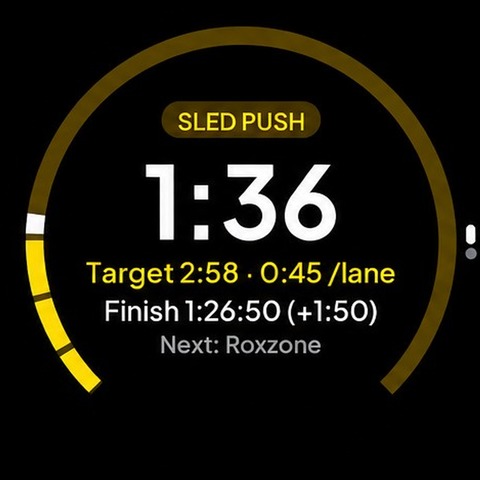 SLED PUSH
1:36
Target 2:58 · 0:45 /lane
Finish 1:26:50 (+1:50)
Next: Roxzone